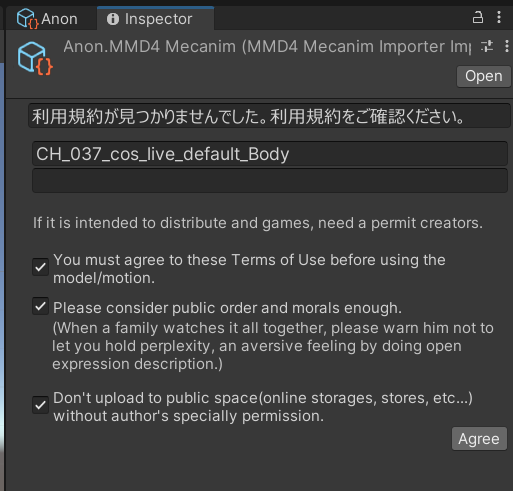 Anon
Inspector
Anon.MMD4 Mecanim (MMD4 Mecanim Importer Imp
Open
利用規約が見つかりませんでした。利用規約をご確認ください。
CH_037_cos_live_default_Body
If it is intended to distribute and games, need a permit creators.
You must agree to these Terms of Use before using the
model/motion.
Please consider public order and morals enough.
(When a family watches it all together, please warn him not to
let you hold perplexity, an aversive feeling by doing open
expression description.)
Don't upload to public space(online storages, stores, etc...)
without author's specially permission.
Agree